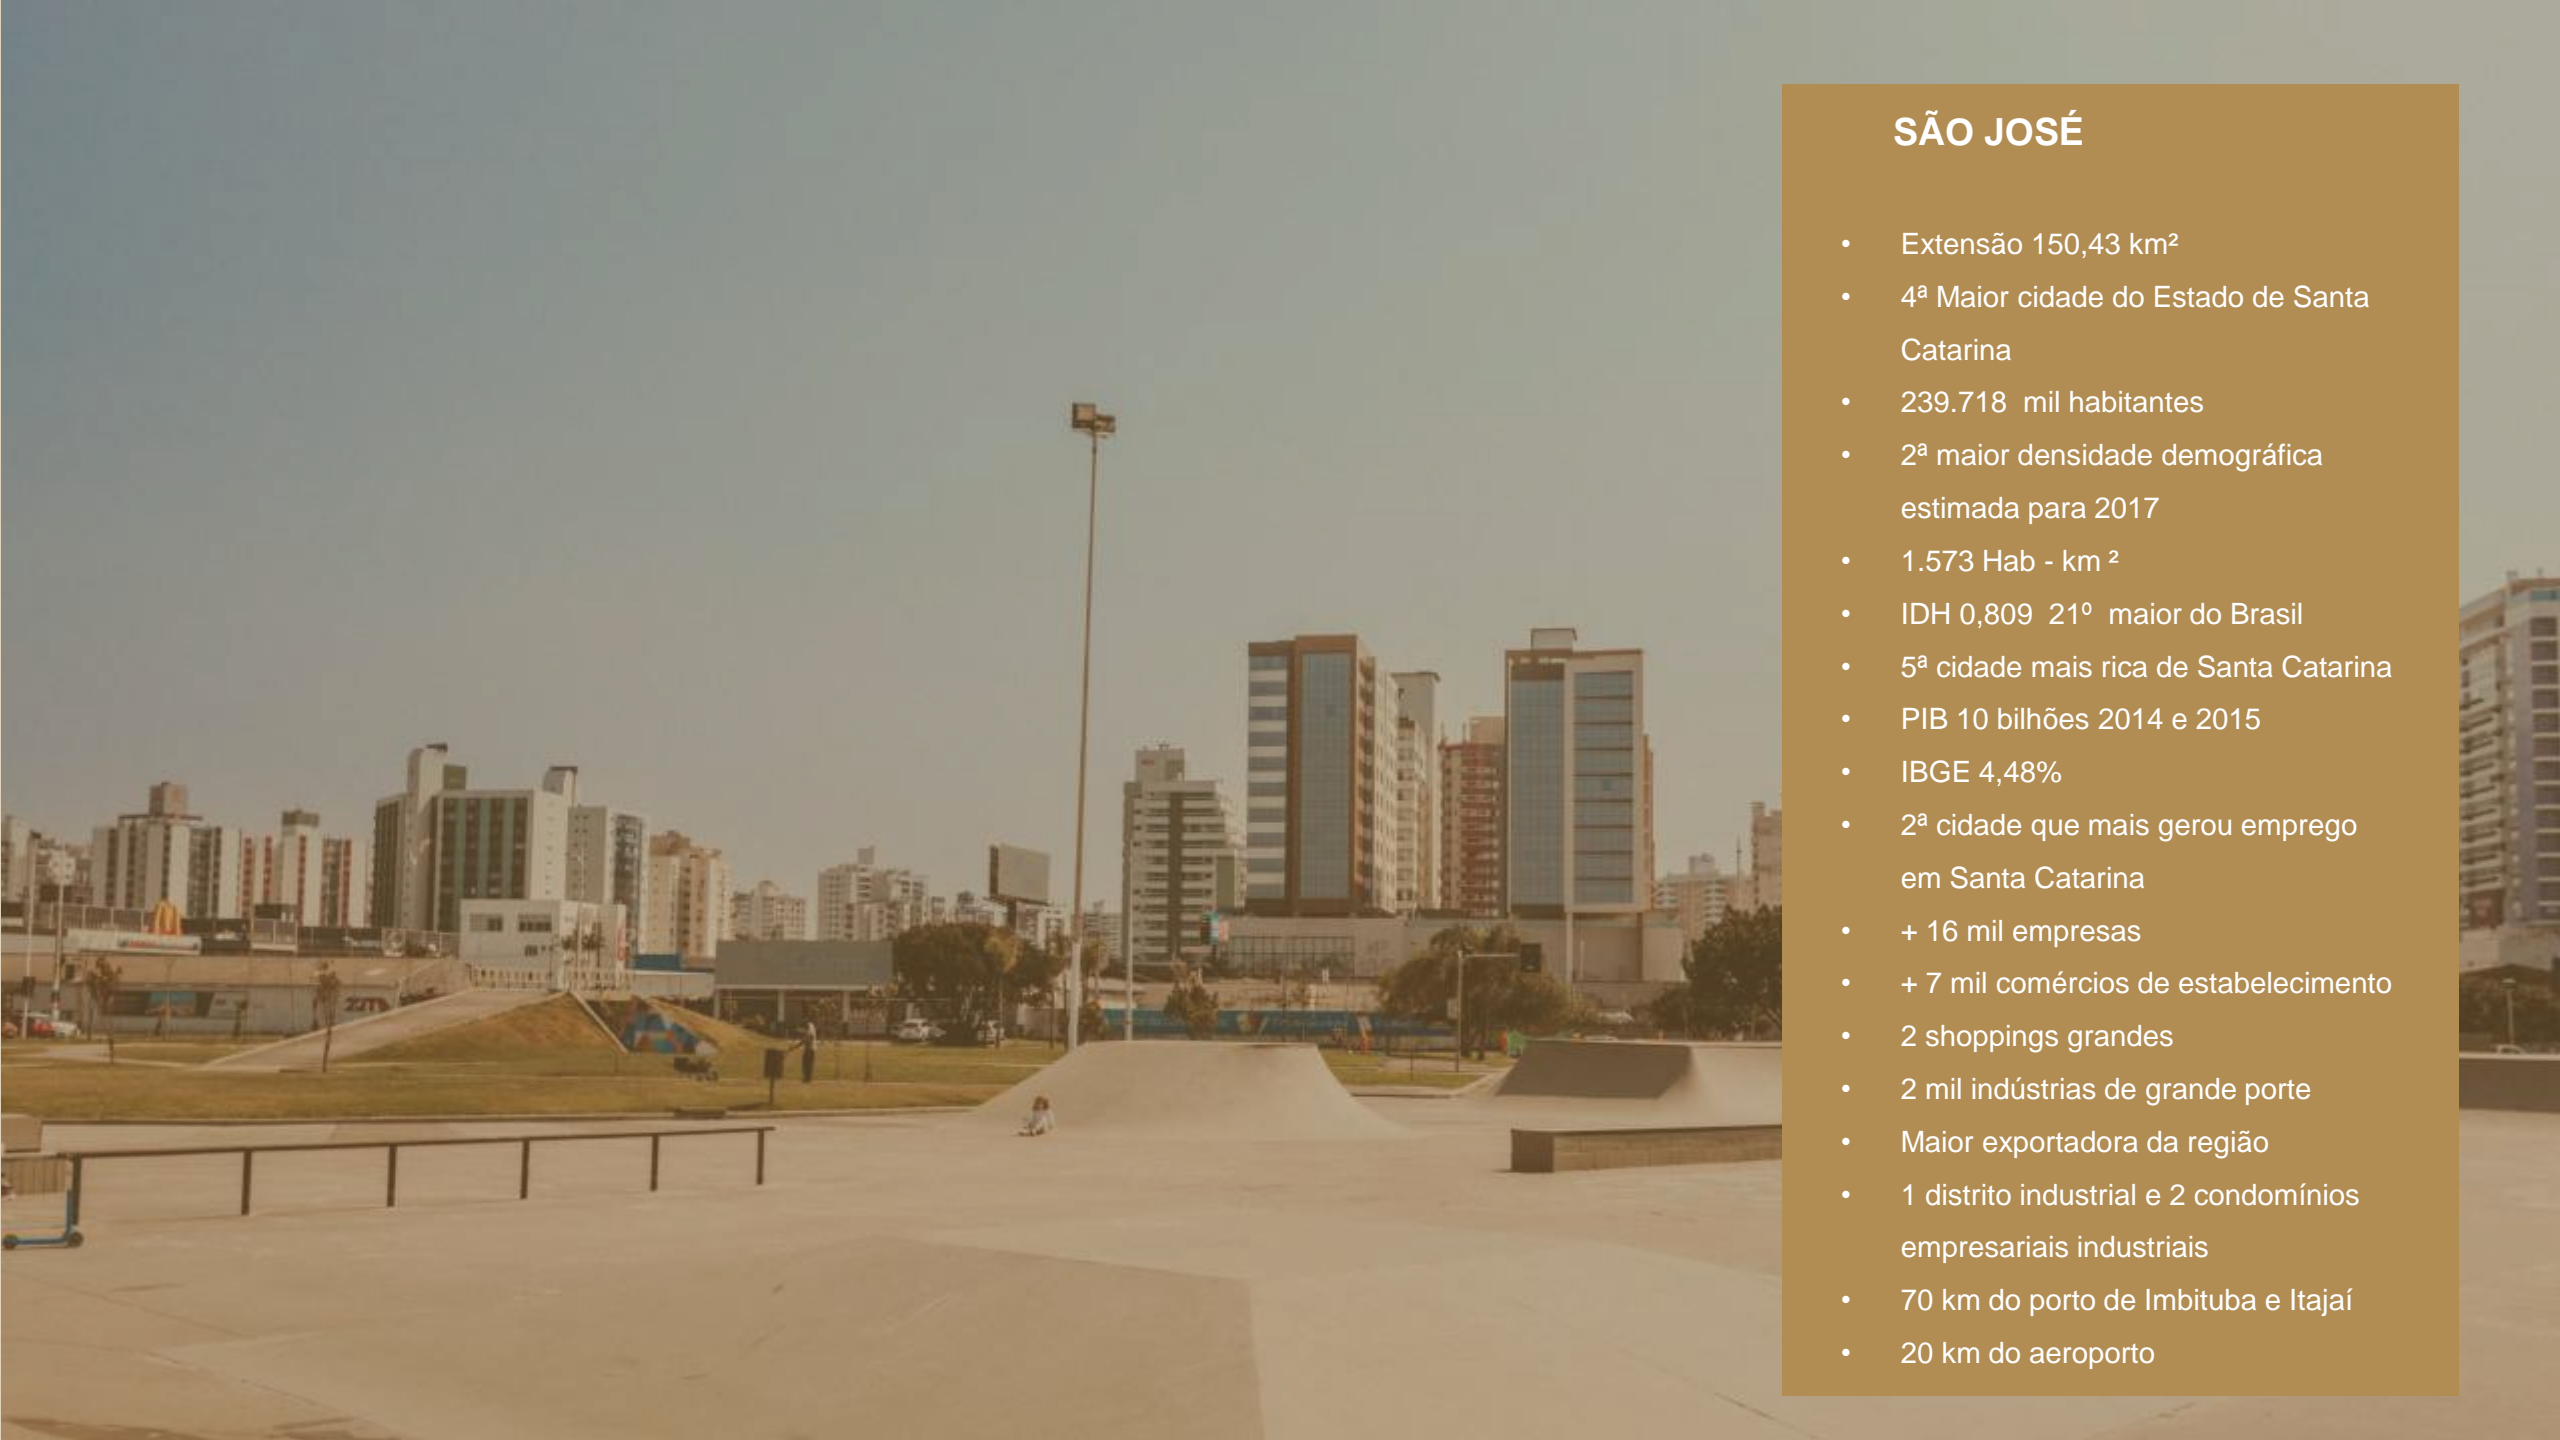 SÃO JOSÉ
• Extensão 150,43 km²
• 4ª Maior cidade do Estado de Santa
Catarina
• 239.718  mil habitantes
• 2ª maior densidade demográfica
estimada para 2017
• 1.573 Hab - km ²
• IDH 0,809  21º  maior do Brasil
• 5ª cidade mais rica de Santa Catarina
• PIB 10 bilhões 2014 e 2015
• IBGE 4,48%
• 2ª cidade que mais gerou emprego
em Santa Catarina
• + 16 mil empresas
• + 7 mil comércios de estabelecimento
• 2 shoppings grandes
• 2 mil indústrias de grande porte
• Maior exportadora da região
• 1 distrito industrial e 2 condomínios
empresariais industriais
• 70 km do porto de Imbituba e Itajaí
• 20 km do aeroporto